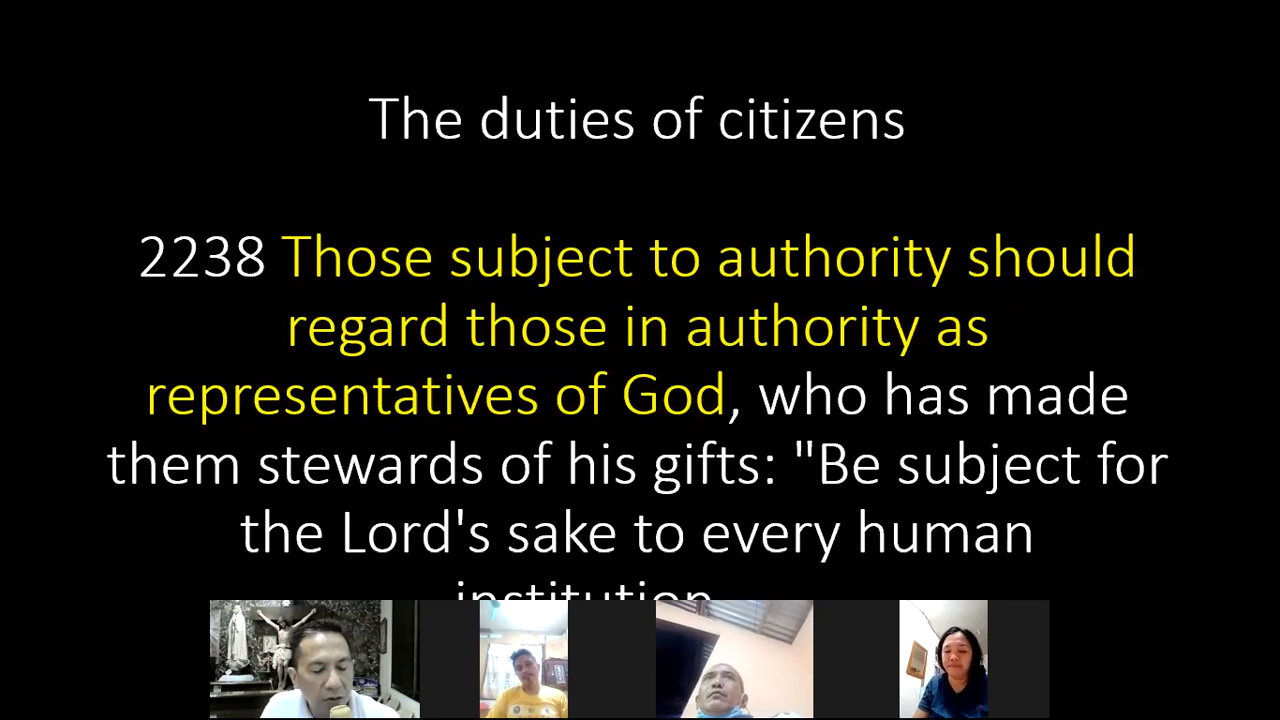 The duties of citizens
2238 Those subject to authority should
regard those in authority as
representatives of God, who has made
them stewards of his gifts: "Be subject for
the Lord's sake to every human
institution